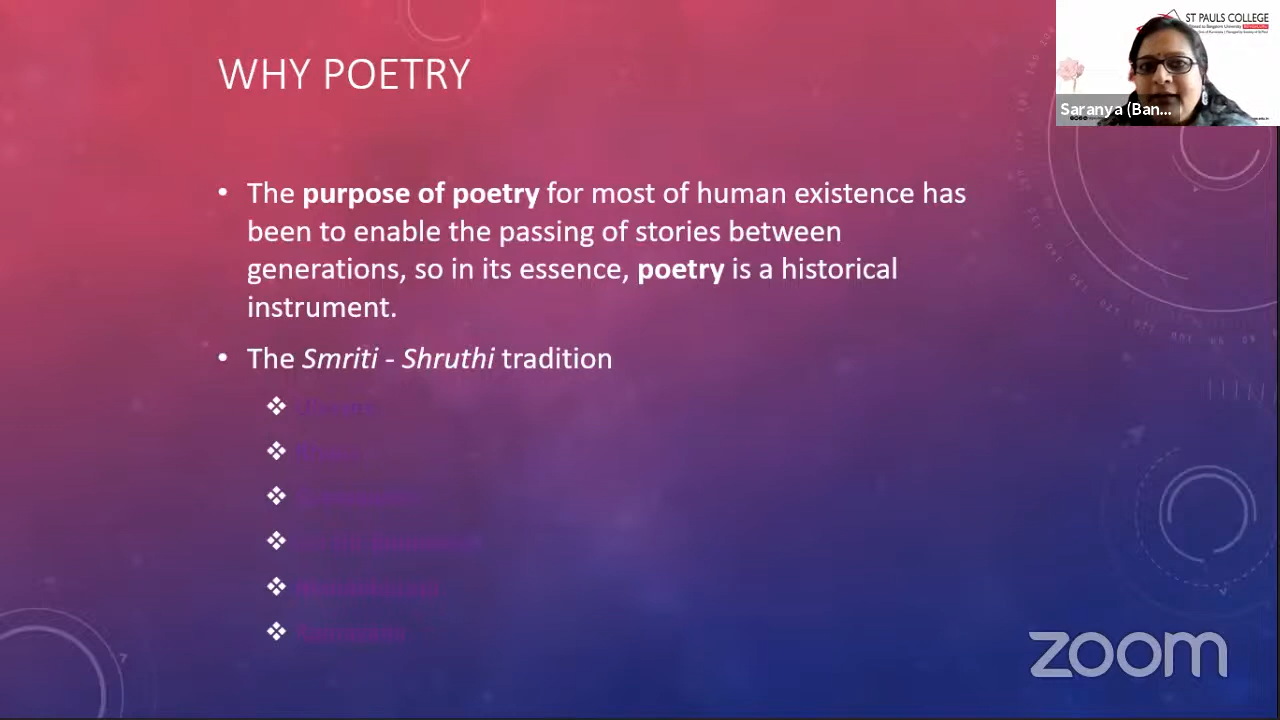 ST PAULS COLLEGE
Saranya (Ban...
WHY POETRY
• The purpose of poetry for most of human existence has
been to enable the passing of stories between
generations, so in its essence, poetry is a historical
instrument.
• The Smriti - Shruthi tradition
zoom